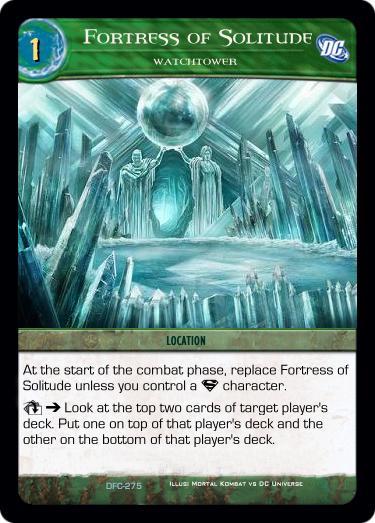 1
FORTRESS OF SOLITUDE
DC
WATCHTOWER
LOCATION
At the start of the combat phase, replace Fortress of
Solitude unless you control a character.
➔ Look at the top two cards of target player's
deck. Put one on top of that player's deck and the
other on the bottom of that player's deck.
DFC-275
ILLUS: MORTAL KOMBAT VS DC UNIVERSE